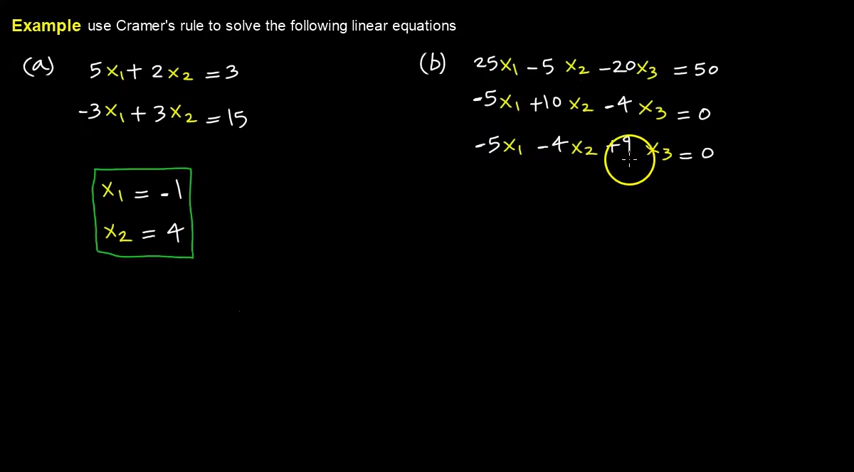 Example use Cramer's rule to solve the following linear equations
(a) 5x₁ + 2x₂ = 3
-3x₁ + 3x₂ = 15
x₁ = -1
x₂ = 4
(b) 25x₁ - 5x₂ - 20x₃ = 50
-5x₁ + 10x₂ - 4x₃ = 0
-5x₁ - 4x₂ + 9x₃ = 0